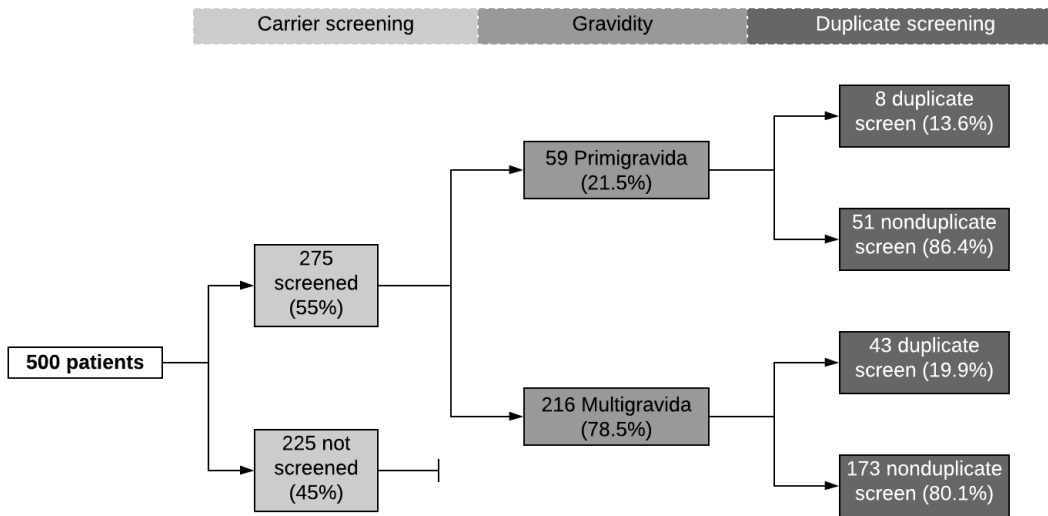 Carrier screening
Gravidity
Duplicate screening
500 patients
275
screened
(55%)
225 not
screened
(45%)
59 Primigravida
(21.5%)
216 Multigravida
(78.5%)
8 duplicate
screen (13.6%)
51 nonduplicate
screen (86.4%)
43 duplicate
screen (19.9%)
173 nonduplicate
screen (80.1%)